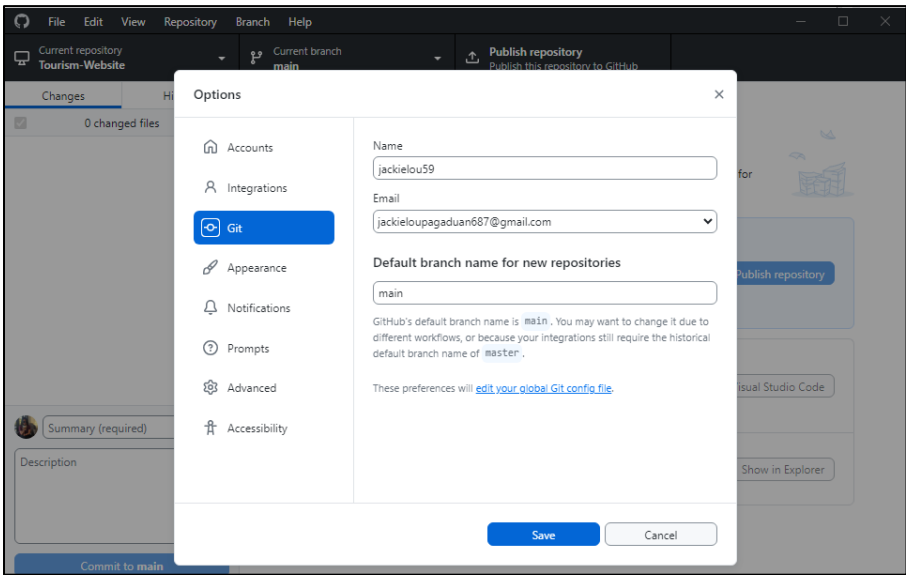 File Edit View Repository Branch Help
Current repository
Tourism-Website
Current branch
main
Publish repository
Publish this repository to GitHub
Changes
0 changed files
Options
Accounts
Integrations
Git
Appearance
Notifications
Prompts
Advanced
Accessibility
Name
jackielou59
Email
jackieloupagaduan687@gmail.com
Default branch name for new repositories
main
GitHub's default branch name is main. You may want to change it due to
different workflows, or because your integrations still require the historical
default branch name of master.
These preferences will edit your global Git config file.
Save Cancel
for
Publish repository
Visual Studio Code
Show in Explorer
Summary (required)
Description
Commit to main